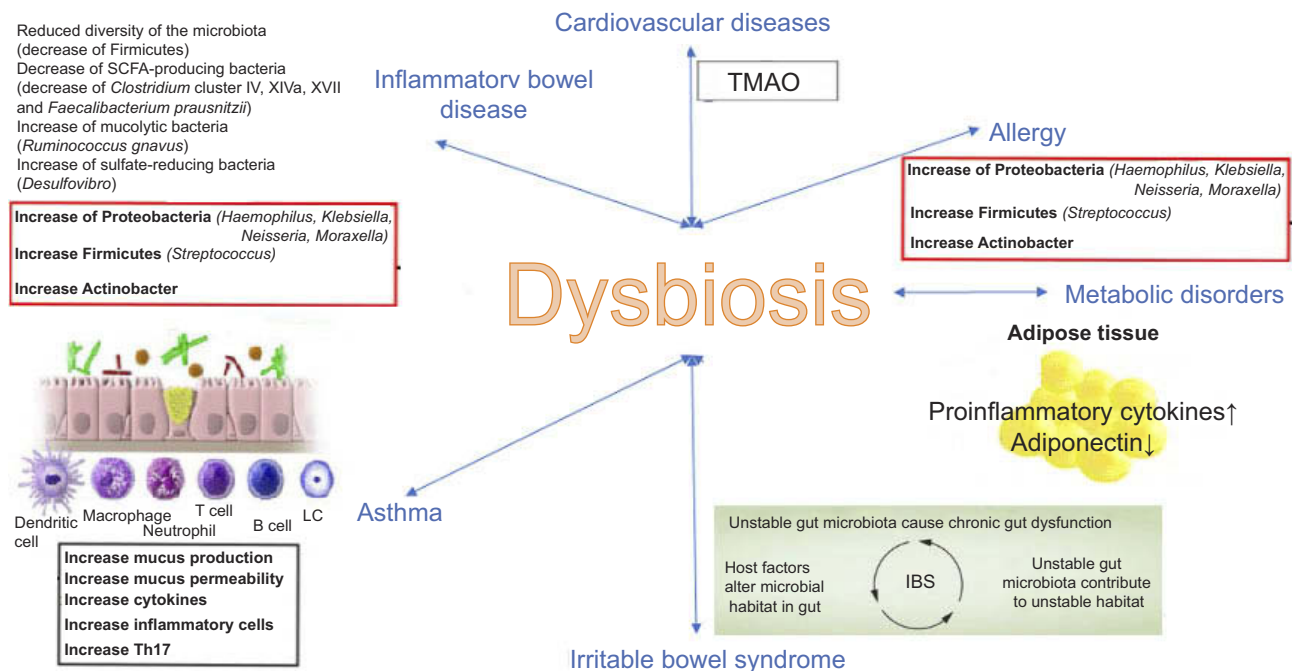 Cardiovascular diseases
TMAO
Reduced diversity of the microbiota
(decrease of Firmicutes)
Decrease of SCFA-producing bacteria
(decrease of Clostridium cluster IV, XIVa, XVII
and Faecalibacterium prausnitzii)
Increase of mucolytic bacteria
(Ruminococcus gnavus)
Increase of sulfate-reducing bacteria
(Desulfovibro)
Inflammatorv bowel
disease
Allergy
Increase of Proteobacteria (Haemophilus, Klebsiella,
Neisseria, Moraxella)
Increase Firmicutes (Streptococcus)
Increase Actinobacter
Increase of Proteobacteria (Haemophilus, Klebsiella,
Neisseria, Moraxella)
Increase Firmicutes (Streptococcus)
Increase Actinobacter
Dysbiosis
Metabolic disorders
Adipose tissue
Proinflammatory cytokines↑
Adiponectin↓
Dendritic
cell
Macrophage
Neutrophil
T cell
B cell
LC
Asthma
Increase mucus production
Increase mucus permeability
Increase cytokines
Increase inflammatory cells
Increase Th17
Unstable gut microbiota cause chronic gut dysfunction
Host factors
alter microbial
habitat in gut
IBS
Unstable gut
microbiota contribute
to unstable habitat
Irritable bowel syndrome